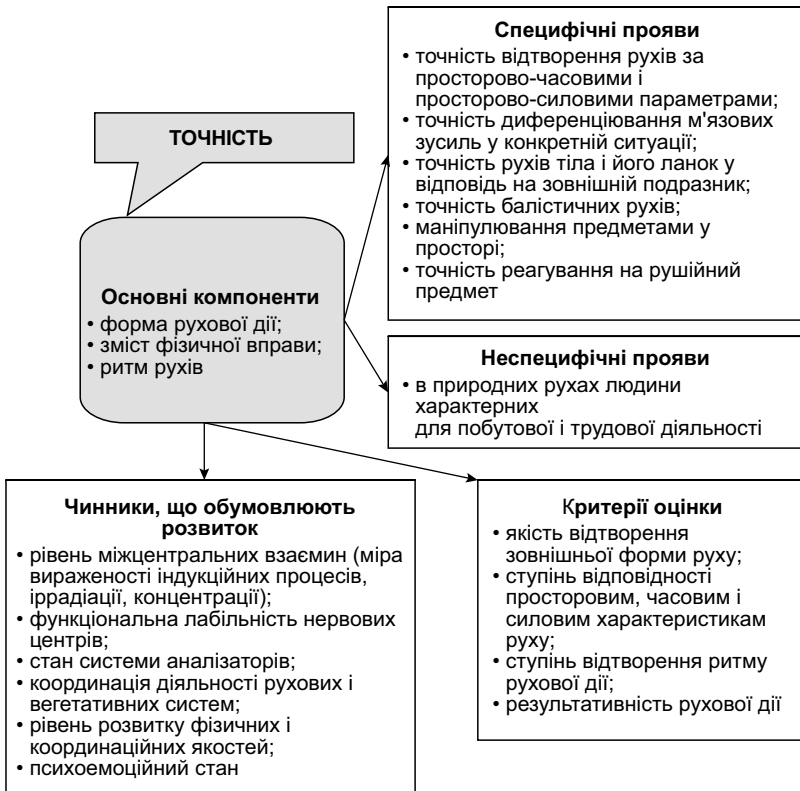 ТОЧНІСТЬ
Основні компоненти
• форма рухової дії;
• зміст фізичної вправи;
• ритм рухів
Специфічні прояви
• точність відтворення рухів за
просторово-часовими і
просторово-силовими параметрами;
• точність диференціювання м'язових
зусиль у конкретній ситуації;
• точність рухів тіла і його ланок у
відповідь на зовнішній подразник;
• точність балістичних рухів;
• маніпулювання предметами у
просторі;
• точність реагування на рушійний
предмет
Неспецифічні прояви
• в природних рухах людини
характерних
для побутової і трудової діяльності
Чинники, що обумовлюють
розвиток
• рівень міжцентральних взаємин (міра
вираженості індукційних процесів,
іррадіації, концентрації);
• функціональна лабільність нервових
центрів;
• стан системи аналізаторів;
• координація діяльності рухових і
вегетативних систем;
• рівень розвитку фізичних і
координаційних якостей;
• психоемоційний стан
Критерії оцінки
• якість відтворення
зовнішньої форми руху;
• ступінь відповідності
просторовим, часовим і
силовим характеристикам
руху;
• ступінь відтворення ритму
рухової дії;
• результативність рухової дії